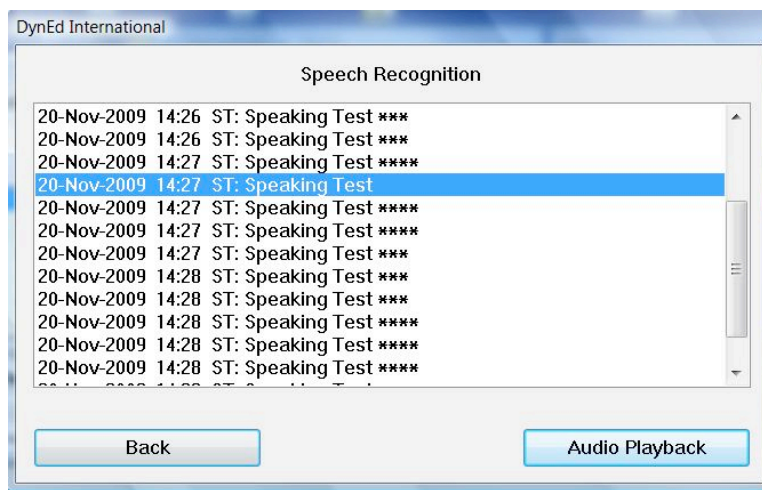 DynEd International
Speech Recognition
20-Nov-2009 14:26 ST: Speaking Test ***
20-Nov-2009 14:26 ST: Speaking Test ***
20-Nov-2009 14:27 ST: Speaking Test ****
20-Nov-2009 14:27 ST: Speaking Test
20-Nov-2009 14:27 ST: Speaking Test ****
20-Nov-2009 14:27 ST: Speaking Test ****
20-Nov-2009 14:27 ST: Speaking Test ***
20-Nov-2009 14:28 ST: Speaking Test ***
20-Nov-2009 14:28 ST: Speaking Test ***
20-Nov-2009 14:28 ST: Speaking Test ****
20-Nov-2009 14:28 ST: Speaking Test ****
20-Nov-2009 14:28 ST: Speaking Test ****
Back
Audio Playback